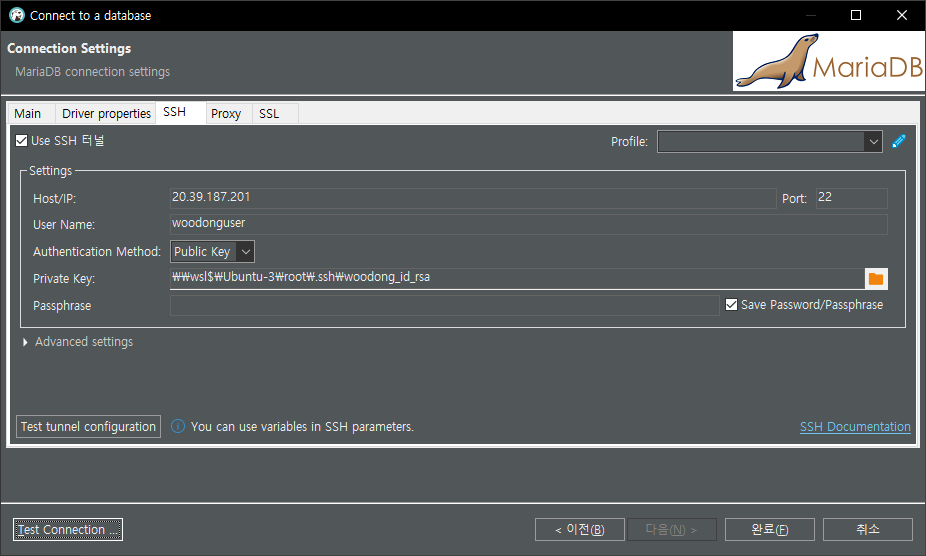 Connect to a database
Connection Settings
MariaDB connection settings
MariaDB
Main Driver properties SSH Proxy SSL
Use SSH 터널 Profile:
Settings
Host/IP: 20.39.187.201 Port: 22
User Name: woodonguser
Authentication Method: Public Key
Private Key: ₩₩wsl$₩Ubuntu-3₩root₩.ssh₩woodong_id_rsa
Passphrase Save Password/Passphrase
Advanced settings
Test tunnel configuration You can use variables in SSH parameters. SSH Documentation
Test Connection ... < 이전(B) 다음(N) > 완료(F) 취소